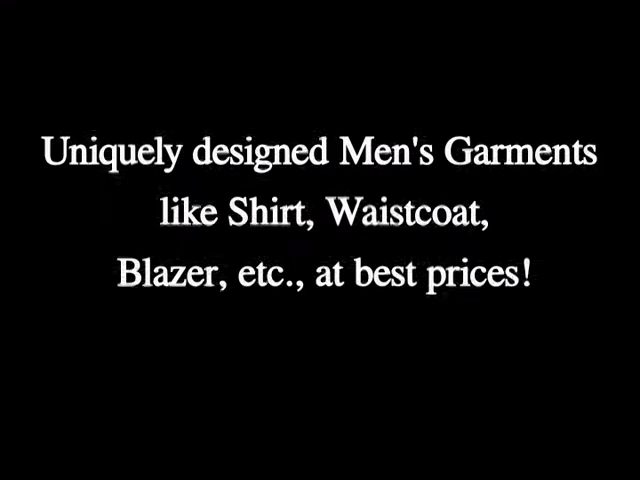 Uniquely designed Men's Garments
like Shirt, Waistcoat,
Blazer, etc., at best prices!